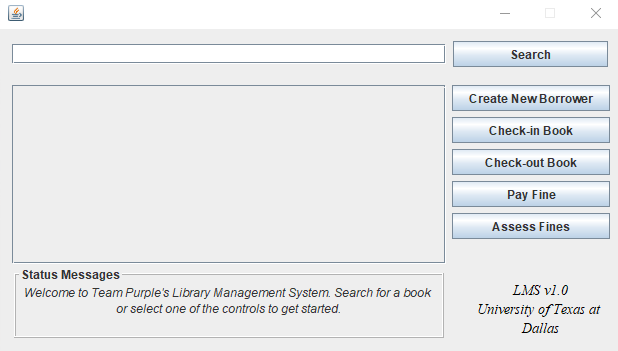 Search
Create New Borrower
Check-in Book
Check-out Book
Pay Fine
Assess Fines
Status Messages
Welcome to Team Purple's Library Management System. Search for a book
or select one of the controls to get started.
LMS v1.0
University of Texas at
Dallas